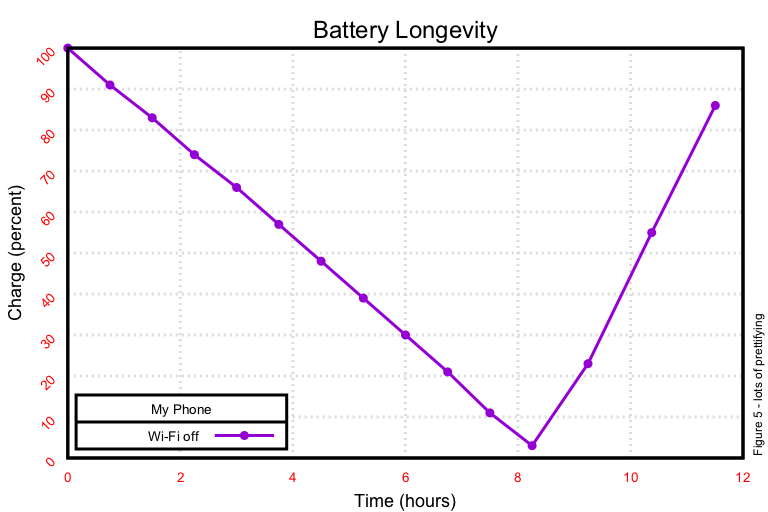 Battery Longevity
Charge (percent)
100
90
80
70
60
50
40
30
20
10
0
My Phone
Wi-Fi off
0 2 4 6 8 10 12
Time (hours)
Figure 5 - lots of prettifying